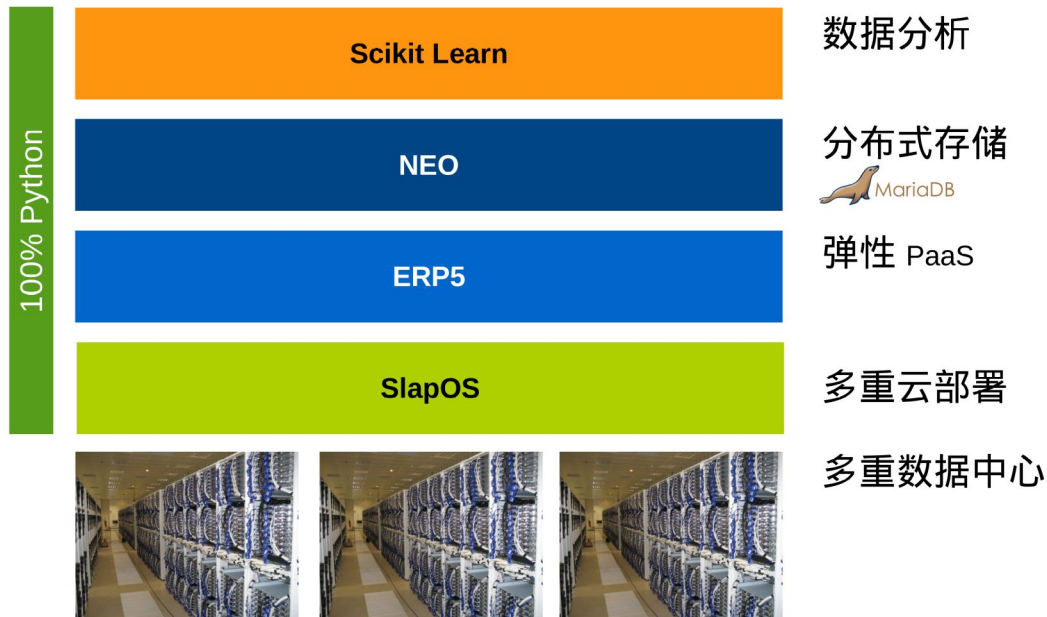 100% Python
Scikit Learn
数据分析
NEO
分布式存储
MariaDB
ERP5
弹性 PaaS
SlapOS
多重云部署
多重数据中心